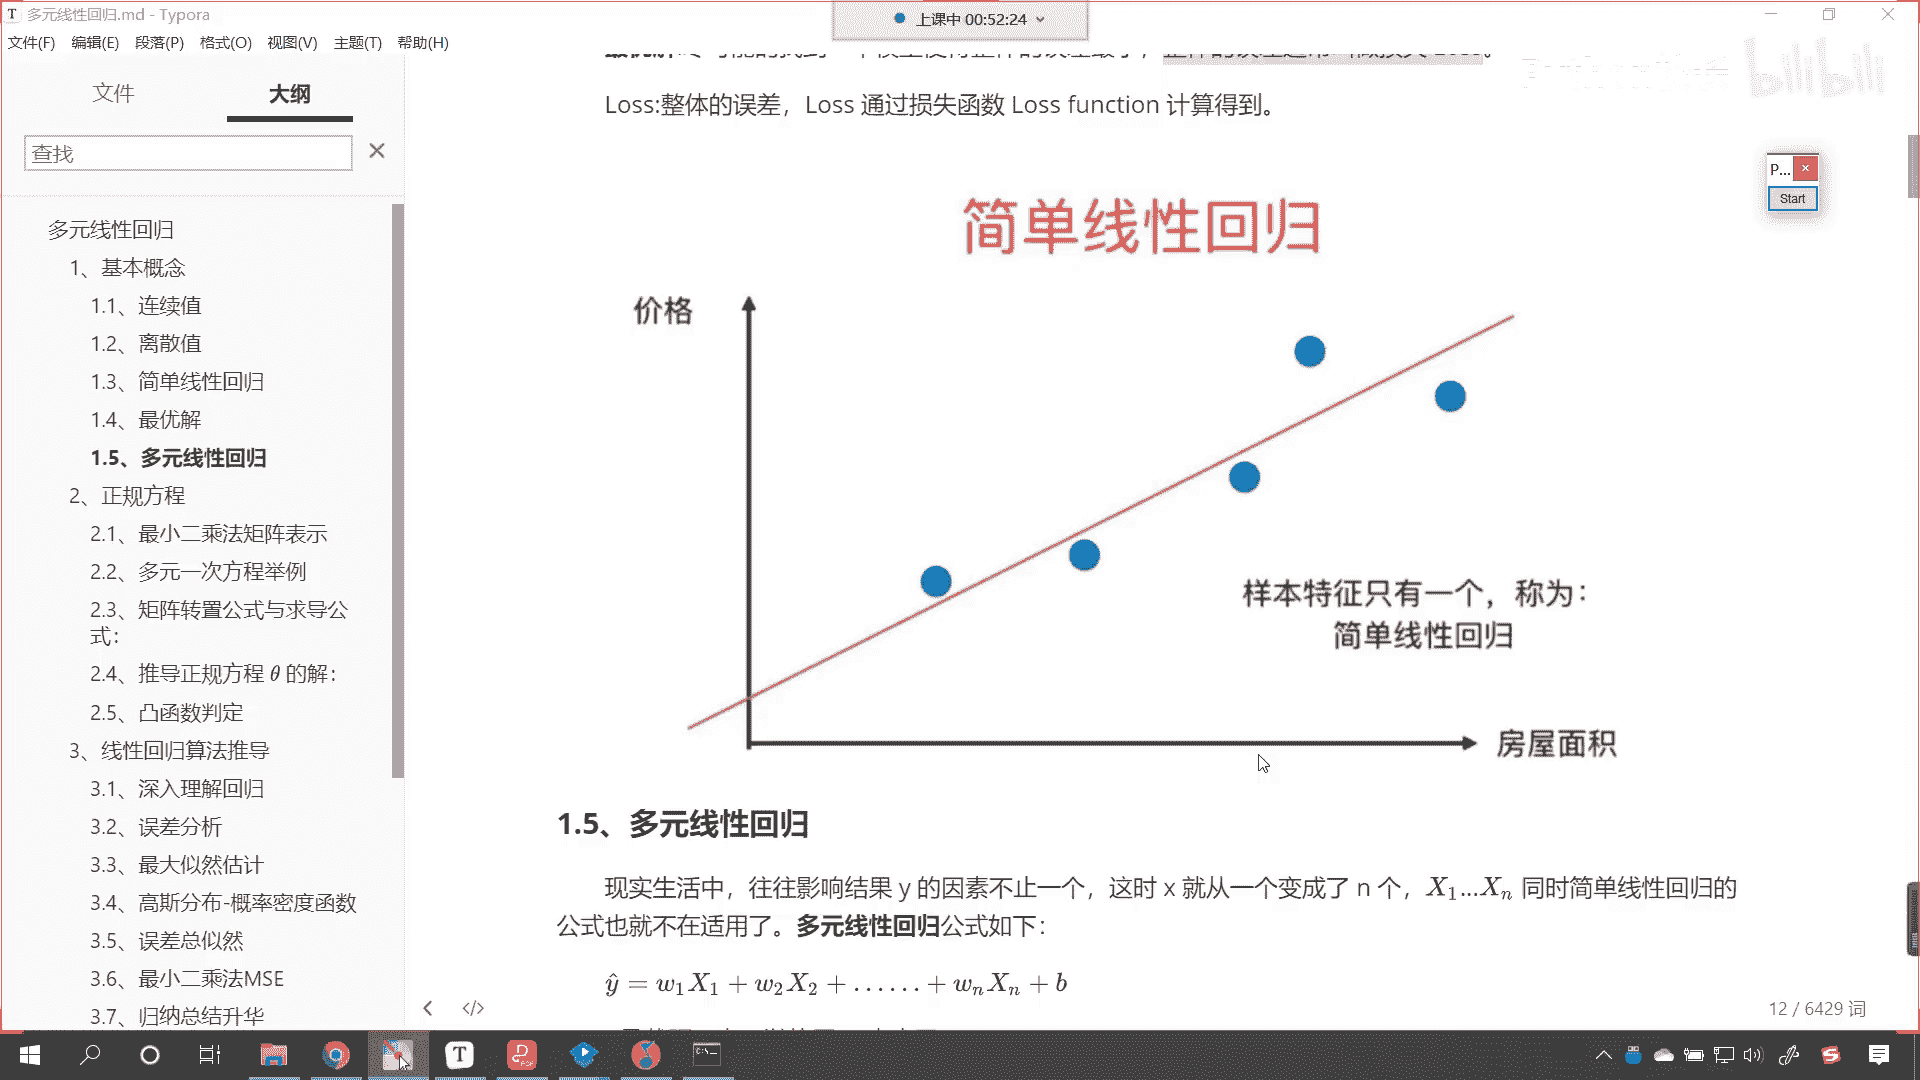 多元线性回归.md - Typora
上课中 00:52:24
文件(F) 编辑(E) 段落(P) 格式(O) 视图(V) 主题(T) 帮助(H)
文件
大纲
查找
多元线性回归
1、基本概念
1.1、连续值
1.2、离散值
1.3、简单线性回归
1.4、最优解
1.5、多元线性回归
2、正规方程
2.1、最小二乘法矩阵表示
2.2、多元一次方程举例
2.3、矩阵转置公式与求导公
式：
2.4、推导正规方程 θ 的解：
2.5、凸函数判定
3、线性回归算法推导
3.1、深入理解回归
3.2、误差分析
3.3、最大似然估计
3.4、高斯分布-概率密度函数
3.5、误差总似然
3.6、最小二乘法MSE
3.7、归纳总结升华
Loss:整体的误差，Loss 通过损失函数 Loss function 计算得到。
bilibili
P...
Start
简单线性回归
价格
样本特征只有一个，称为：
简单线性回归
房屋面积
1.5、多元线性回归
现实生活中，往往影响结果 y 的因素不止一个，这时 x 就从一个变成了 n 个，X₁...Xₙ 同时简单线性回归的
公式也就不在适用了。多元线性回归公式如下：
ŷ = w₁X₁ + w₂X₂ + ...... + wₙXₙ + b
12 / 6429 词